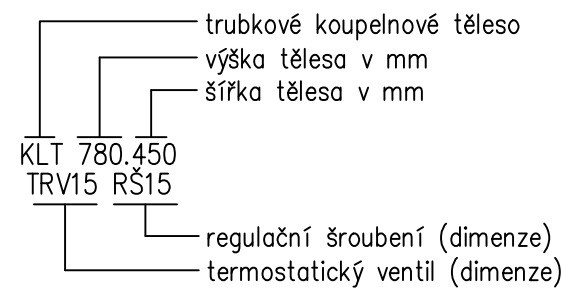 trubkové koupelnové těleso
výška tělesa v mm
šířka tělesa v mm
KLT 780.450
TRV15 RŠ15
regulační šroubení (dimenze)
termostatický ventil (dimenze)